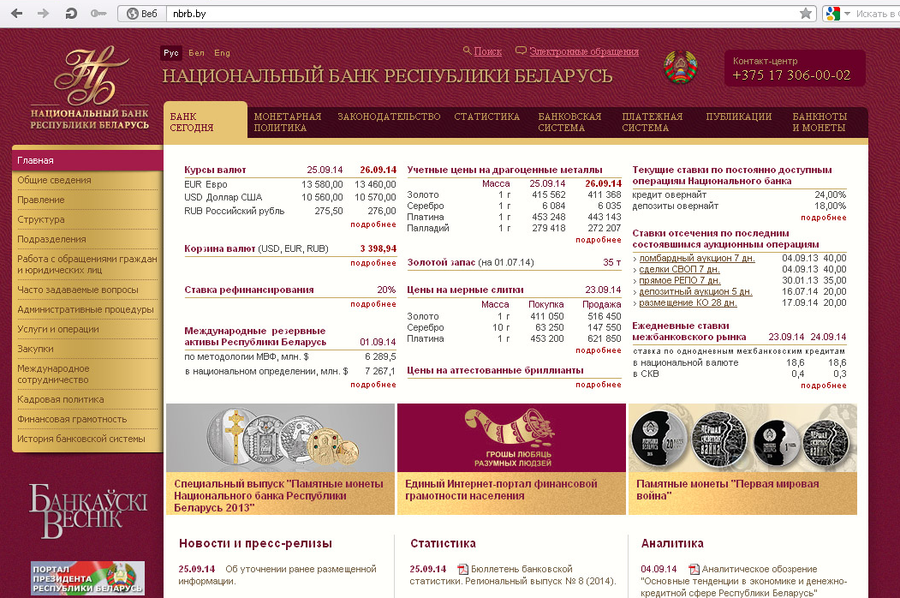 Веб
nbrb.by
Искать в
Рус Бел Eng
Поиск
Электронные обращения
НАЦИОНАЛЬНЫЙ БАНК РЕСПУБЛИКИ БЕЛАРУСЬ
Контакт-центр
+375 17 306-00-02
НАЦИОНАЛЬНЫЙ БАНК
РЕСПУБЛИКИ БЕЛАРУСЬ
БАНК
СЕГОДНЯ
МОНЕТАРНАЯ
ПОЛИТИКА
ЗАКОНОДАТЕЛЬСТВО
СТАТИСТИКА
БАНКОВСКАЯ
СИСТЕМА
ПЛАТЕЖНАЯ
СИСТЕМА
ПУБЛИКАЦИИ
БАНКНОТЫ
И МОНЕТЫ
Главная
Общие сведения
Правление
Структура
Подразделения
Работа с обращениями граждан
и юридических лиц
Часто задаваемые вопросы
Административные процедуры
Услуги и операции
Закупки
Международное
сотрудничество
Кадровая политика
Финансовая грамотность
История банковской системы
БАНКАЎСКІ
ВЕСНІК
ПОРТАЛ
ПРЕЗИДЕНТА
РЕСПУБЛИКИ БЕЛАРУСЬ
Курсы валют 25.09.14 26.09.14
EUR Евро 13 580,00 13 460,00
USD Доллар США 10 560,00 10 570,00
RUB Российский рубль 275,50 276,00
подробнее
Корзина валют (USD, EUR, RUB) 3 398,94
подробнее
Ставка рефинансирования 20%
подробнее
Международные резервные
активы Республики Беларусь 01.09.14
по методологии МВФ, млн. $ 6 289,5
в национальном определении, млн. $ 7 267,1
подробнее
Учетные цены на драгоценные металлы
Масса 25.09.14 26.09.14
Золото 1 г 415 562 411 368
Серебро 1 г 6 084 6 035
Платина 1 г 453 248 443 143
Палладий 1 г 279 418 272 207
подробнее
Золотой запас (на 01.07.14) 35 т
Цены на мерные слитки 23.09.14
Масса Покупка Продажа
Золото 1 г 411 050 516 450
Серебро 10 г 63 250 147 550
Платина 1 г 453 200 621 850
подробнее
Цены на аттестованные бриллианты
подробнее
Текущие ставки по постоянно доступным
операциям Национального банка
кредит овернайт 24,00%
депозиты овернайт 18,00%
подробнее
Ставки отсечения по последним
состоявшимся аукционным операциям
› ломбардный аукцион 7 дн. 04.09.13 40,00
› сделки СВОП 7 дн. 04.09.13 40,00
› прямое РЕПО 7 дн. 30.01.13 35,00
› депозитный аукцион 5 дн. 16.07.14 20,00
› размещение КО 28 дн. 17.09.14 20,00
Ежедневные ставки
межбанковского рынка 23.09.14 24.09.14
ставка по однодневным межбанковским кредитам
в национальной валюте 18,6 18,6
в СКВ 0,4 0,3
подробнее
ГРОШЫ ЛЮБЯЦЬ
РАЗУМНЫХ ЛЮДЗЕЙ
Специальный выпуск "Памятные монеты
Национального банка Республики
Беларусь 2013"
Единый Интернет-портал финансовой
грамотности населения
Памятные монеты "Первая мировая
война"
Новости и пресс-релизы
25.09.14 Об уточнении ранее размещенной
информации.
Статистика
25.09.14 Бюллетень банковской
статистики. Региональный выпуск № 8 (2014).
Аналитика
04.09.14 Аналитическое обозрение
"Основные тенденции в экономике и денежно-
кредитной сфере Республики Беларусь"